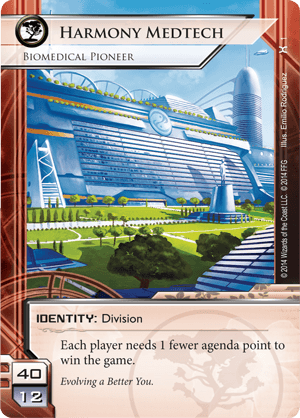 HARMONY MEDTECH
BIOMEDICAL PIONEER
1
Illus. Emilio Rodriguez
© 2014 Wizards of the Coast LLC. © 2014 FFG
IDENTITY: Division
Each player needs 1 fewer agenda point to
win the game.
Evolving a Better You.
40
12